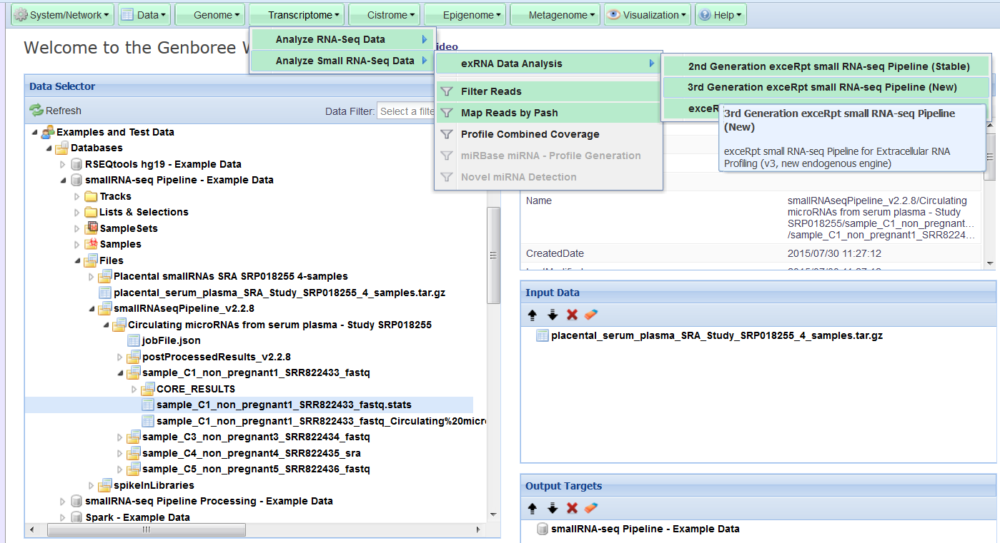 System/Network
Data
Genome
Transcriptome
Cistrome
Epigenome
Metagenome
Visualization
Help
Analyze RNA-Seq Data
Analyze Small RNA-Seq Data
exRNA Data Analysis
Filter Reads
Map Reads by Pash
Profile Combined Coverage
miRBase miRNA - Profile Generation
Novel miRNA Detection
2nd Generation exceRpt small RNA-seq Pipeline (Stable)
3rd Generation exceRpt small RNA-seq Pipeline (New)
exceR
3rd Generation exceRpt small RNA-seq Pipeline
(New)
exceRpt small RNA-seq Pipeline for Extracellular RNA
Profiling (v3, new endogenous engine)
Welcome to the Genboree
Data Selector
Refresh
Data Filter: Select a filte
Examples and Test Data
Databases
RSEQtools hg19 - Example Data
smallRNA-seq Pipeline - Example Data
Tracks
Lists & Selections
SampleSets
Samples
Files
Placental smallRNAs SRA SRP018255 4-samples
placental_serum_plasma_SRA_Study_SRP018255_4_samples.tar.gz
smallRNAseqPipeline_v2.2.8
Circulating microRNAs from serum plasma - Study SRP018255
jobFile.json
postProcessedResults_v2.2.8
sample_C1_non_pregnant1_SRR822433_fastq
CORE_RESULTS
sample_C1_non_pregnant1_SRR822433_fastq.stats
sample_C1_non_pregnant1_SRR822433_fastq_Circulating%20micr
sample_C3_non_pregnant3_SRR822434_fastq
sample_C4_non_pregnant4_SRR822435_sra
sample_C5_non_pregnant5_SRR822436_fastq
spikeInLibraries
smallRNA-seq Pipeline Processing - Example Data
Spark - Example Data
Name
smallRNAseqPipeline_v2.2.8/Circulating
microRNAs from serum plasma - Study
SRP018255/sample_C1_non_pregnant...
/sample_C1_non_pregnant1_SRR8224...
CreatedDate
2015/07/30 11:27:12
Input Data
placental_serum_plasma_SRA_Study_SRP018255_4_samples.tar.gz
Output Targets
smallRNA-seq Pipeline - Example Data